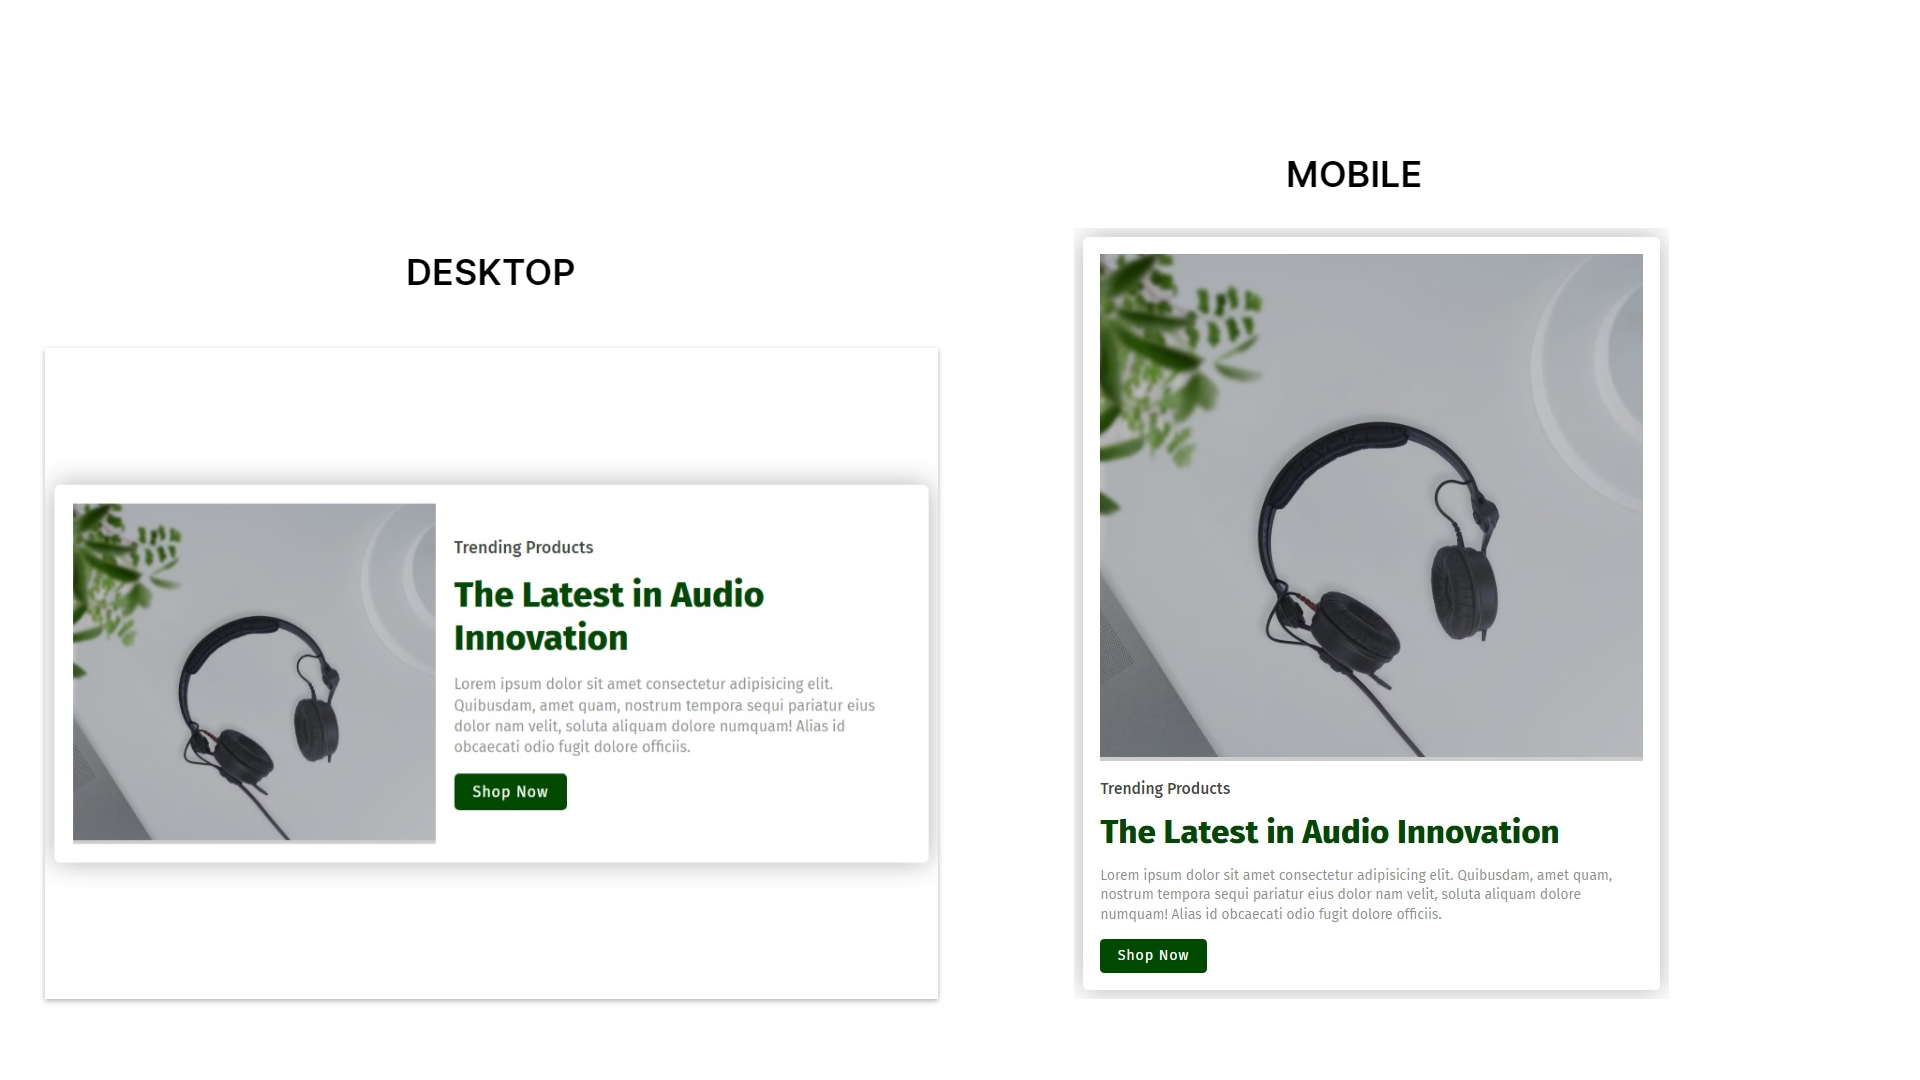 DESKTOP
Trending Products
The Latest in Audio
Innovation
Lorem ipsum dolor sit amet consectetur adipisicing elit.
Quibusdam, amet quam, nostrum tempora sequi pariatur eius
dolor nam velit, soluta aliquam dolore numquam! Alias id
obcaecati odio fugit dolore officiis.
Shop Now
MOBILE
Trending Products
The Latest in Audio Innovation
Lorem ipsum dolor sit amet consectetur adipisicing elit. Quibusdam, amet quam,
nostrum tempora sequi pariatur eius dolor nam velit, soluta aliquam dolore
numquam! Alias id obcaecati odio fugit dolore officiis.
Shop Now